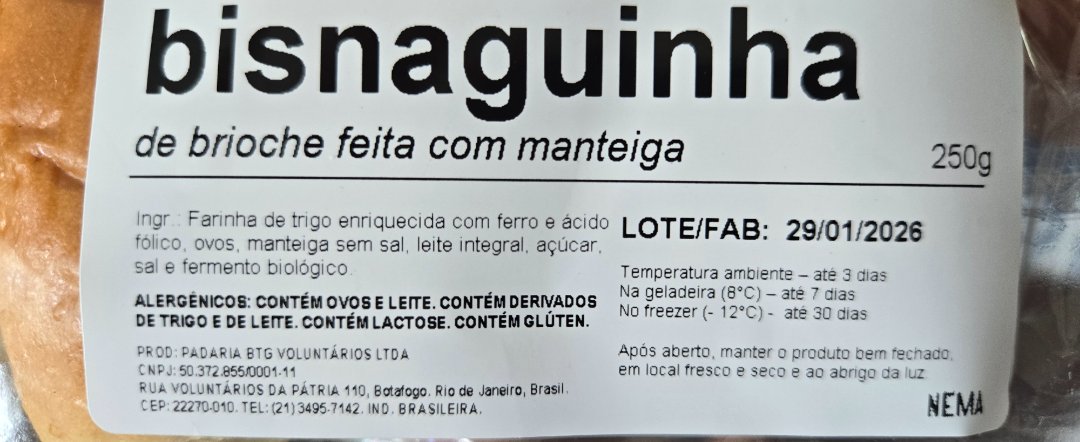 bisnaguinha
de brioche feita com manteiga
250g
Ingr.: Farinha de trigo enriquecida com ferro e ácido
fólico, ovos, manteiga sem sal, leite integral, açúcar,
sal e fermento biológico.
ALERGÊNICOS: CONTÉM OVOS E LEITE. CONTÉM DERIVADOS
DE TRIGO E DE LEITE. CONTÉM LACTOSE. CONTÉM GLÚTEN.
PROD: PADARIA BTG VOLUNTÁRIOS LTDA
CNPJ: 50.372.855/0001-11
RUA VOLUNTÁRIOS DA PÁTRIA 110, Botafogo. Rio de Janeiro, Brasil.
CEP: 22270-010. TEL: (21) 3495-7142. IND. BRASILEIRA.
LOTE/FAB: 29/01/2026
Temperatura ambiente – até 3 dias
Na geladeira (8°C) – até 7 dias
No freezer (- 12°C) - até 30 dias
Após aberto, manter o produto bem fechado,
em local fresco e seco e ao abrigo da luz.
NEMA